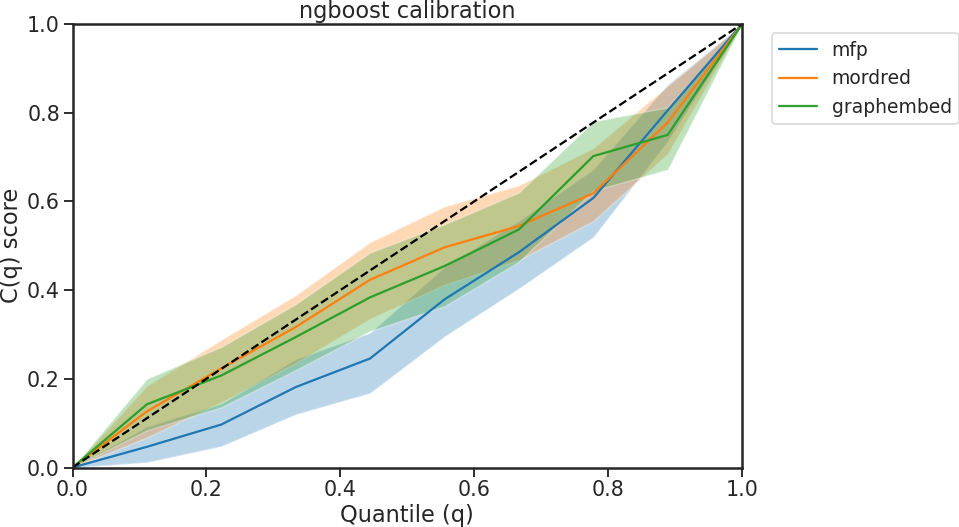 ngboost calibration
C(q) score
1.0
0.8
0.6
0.4
0.2
0.0
0.0 0.2 0.4 0.6 0.8 1.0
Quantile (q)
mfp
mordred
graphembed